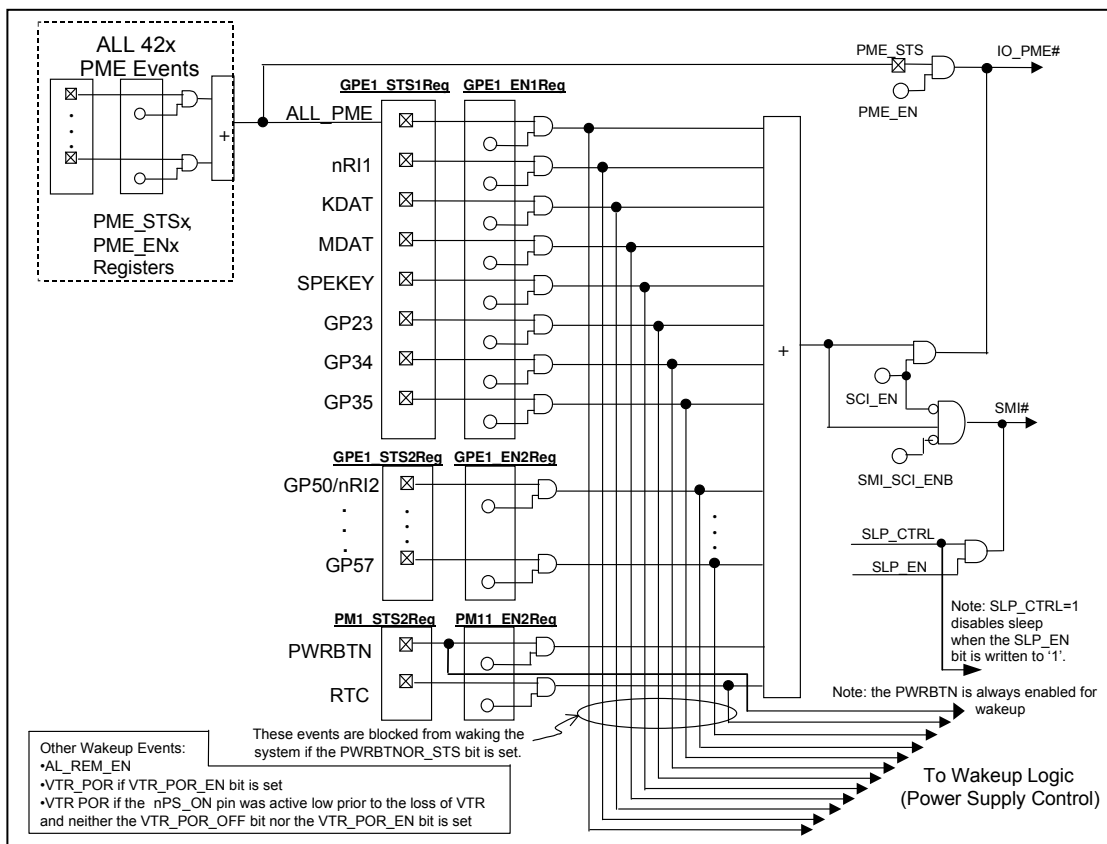 ALL 42x
PME Events
PME_STSx,
PME_ENx
Registers
PME_STS
IO_PME#
PME_EN
GPE1_STS1Reg
GPE1_EN1Reg
ALL_PME
nRI1
KDAT
MDAT
SPEKEY
GP23
GP34
GP35
+
+
SCI_EN
SMI#
SMI_SCI_ENB
GPE1_STS2Reg
GPE1_EN2Reg
GP50/nRI2
GP57
SLP_CTRL
SLP_EN
Note: SLP_CTRL=1
disables sleep
when the SLP_EN
bit is written to ‘1’.
PM1_STS2Reg
PM11_EN2Reg
PWRBTN
RTC
Note: the PWRBTN is always enabled for
wakeup
These events are blocked from waking the
system if the PWRBTNOR_STS bit is set.
To Wakeup Logic
(Power Supply Control)
Other Wakeup Events:
•AL_REM_EN
•VTR_POR if VTR_POR_EN bit is set
•VTR POR if the nPS_ON pin was active low prior to the loss of VTR
and neither the VTR_POR_OFF bit nor the VTR_POR_EN bit is set